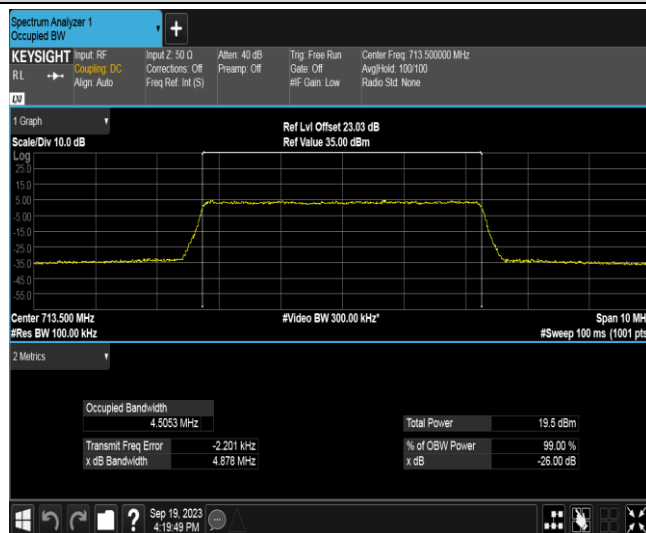 Spectrum Analyzer 1
Occupied BW
+
KEYSIGHT Input: RF Input Z: 50 Ω Atten: 40 dB Trig: Free Run Center Freq: 713.500000 MHz
RL Coupling: DC Corrections: Off Preamp: Off Gate: Off Avg|Hold: 100/100
Align: Auto Freq Ref: Int (S) #IF Gain: Low Radio Std: None
LXI
1 Graph
Ref Lvl Offset 23.03 dB
Scale/Div 10.0 dB Ref Value 35.00 dBm
Log
25.0
15.0
5.00
-5.00
-15.0
-25.0
-35.0
-45.0
-55.0
Center 713.500 MHz #Video BW 300.00 kHz* Span 10 MH
#Res BW 100.00 kHz #Sweep 100 ms (1001 pts
2 Metrics
Occupied Bandwidth
4.5053 MHz Total Power 19.5 dBm
Transmit Freq Error -2.201 kHz % of OBW Power 99.00 %
x dB Bandwidth 4.878 MHz x dB -26.00 dB
? Sep 19, 2023
4:19:49 PM